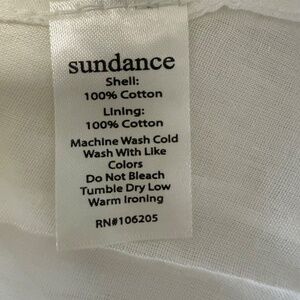 sundance
Shell:
100% Cotton
Lining:
100% Cotton
Machine Wash Cold
Wash With Like
Colors
Do Not Bleach
Tumble Dry Low
Warm Ironing
RN#106205